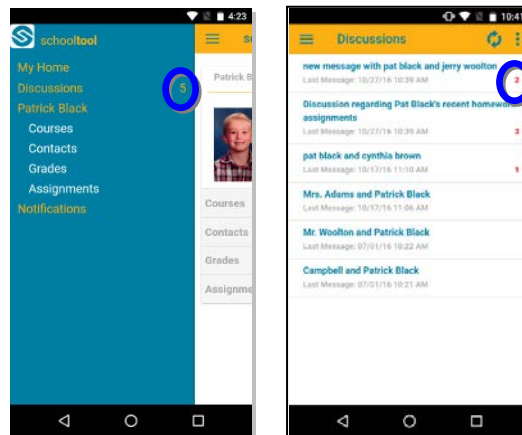 4:23
schooltool
My Home
Discussions 5
Patrick Black
Courses
Contacts
Grades
Assignments
Notifications
Patrick B
Courses
Contacts
Grades
Assignme
10:41
Discussions
new message with pat black and jerry woolton
Last Message: 10/27/16 10:39 AM 2
Discussion regarding Pat Black's recent homework
assignments
Last Message: 10/27/16 10:39 AM 3
pat black and cynthia brown
Last Message: 10/17/16 11:10 AM 1
Mrs. Adams and Patrick Black
Last Message: 10/17/16 11:06 AM
Mr. Woolton and Patrick Black
Last Message: 07/01/16 10:22 AM
Campbell and Patrick Black
Last Message: 07/01/16 10:21 AM